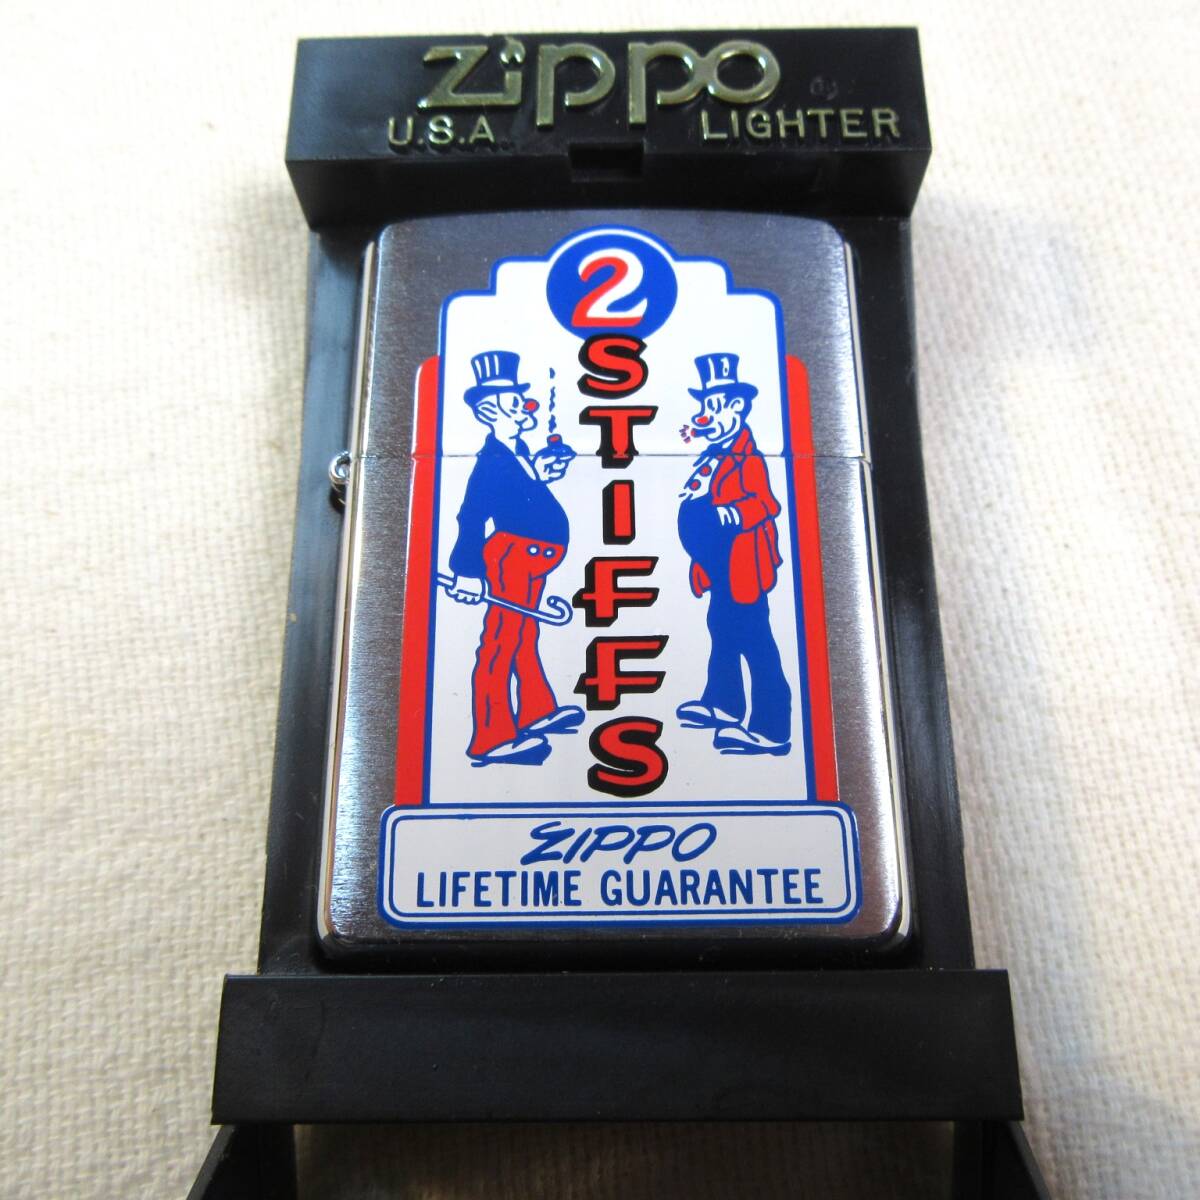 Zippo
U.S.A. LIGHTER
2
STIFFS
ZIPPO
LIFETIME GUARANTEE